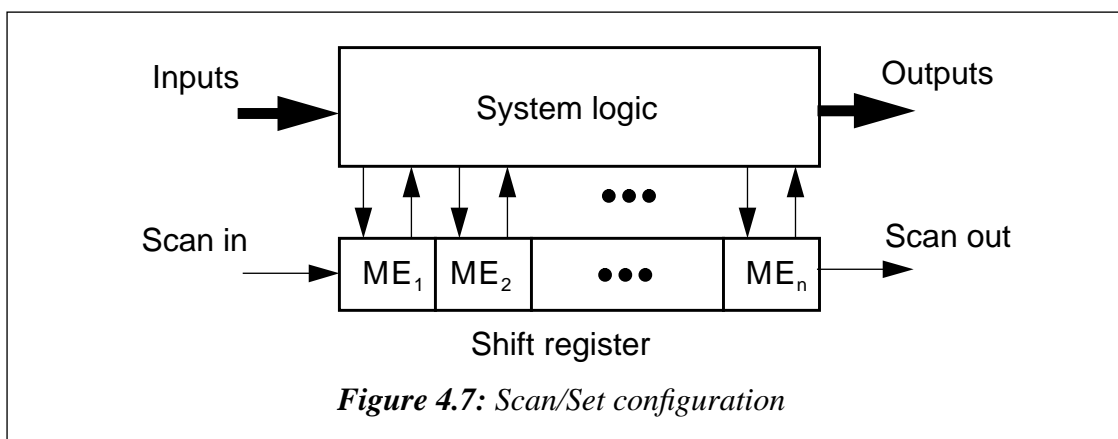 Inputs
Outputs
System logic
Scan in
Scan out
ME1 ME2 MEn
Shift register
Figure 4.7: Scan/Set configuration